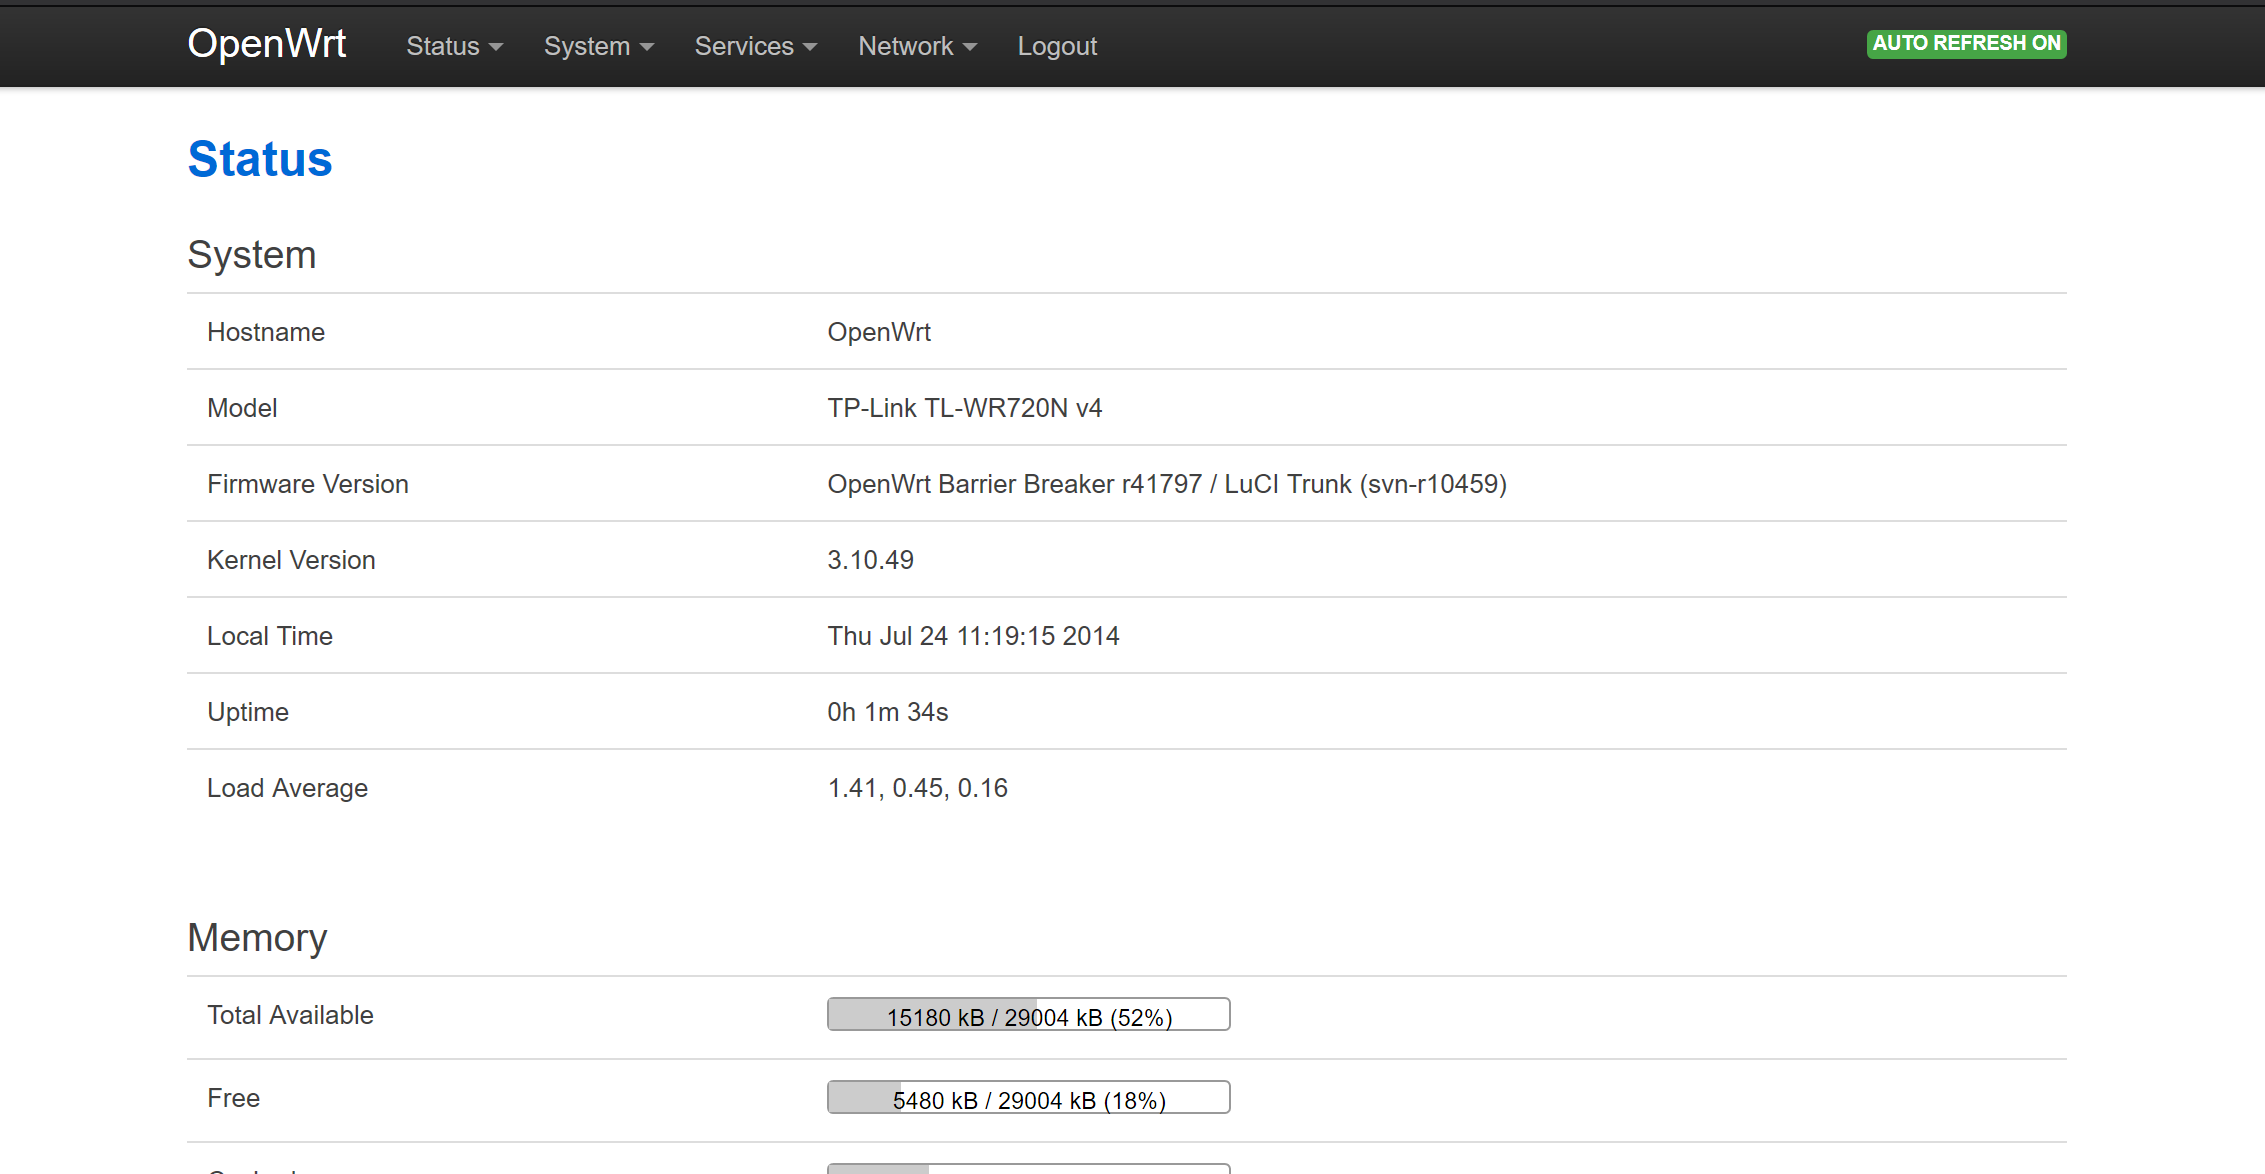 OpenWrt Status System Services Network Logout AUTO REFRESH ON
Status
System
Hostname OpenWrt
Model TP-Link TL-WR720N v4
Firmware Version OpenWrt Barrier Breaker r41797 / LuCI Trunk (svn-r10459)
Kernel Version 3.10.49
Local Time Thu Jul 24 11:19:15 2014
Uptime 0h 1m 34s
Load Average 1.41, 0.45, 0.16
Memory
Total Available 15180 kB / 29004 kB (52%)
Free 5480 kB / 29004 kB (18%)